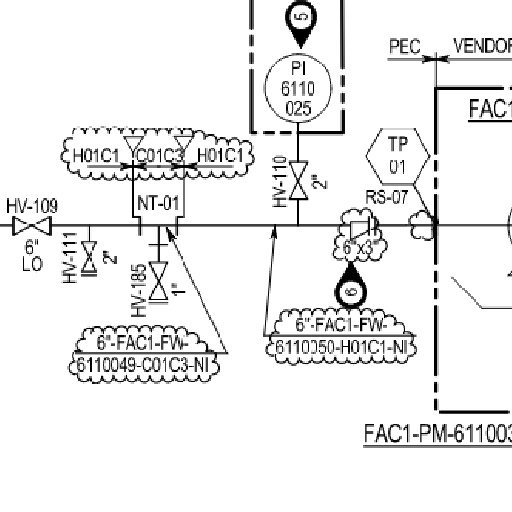 5
PEC
VENDOR
PI
6110
025
FAC1
TP
01
H01C1
C01C3
H01C1
HV-110
2"
RS-07
HV-109
NT-01
6"
LO
HV-111
2"
HV-185
1"
6"x3"
6
6"-FAC1-FW-
6110049-C01C3-NI
6"-FAC1-FW-
6110050-H01C1-NI
FAC1-PM-611003